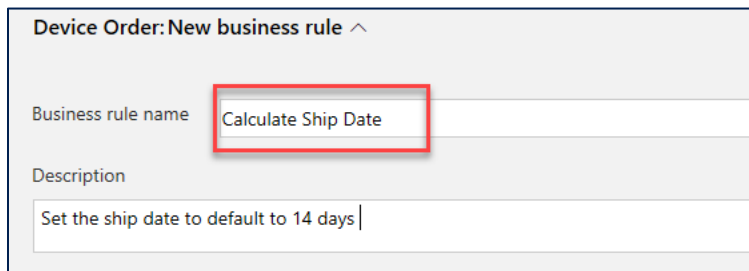 Device Order: New business rule
Business rule name
Calculate Ship Date
Description
Set the ship date to default to 14 days